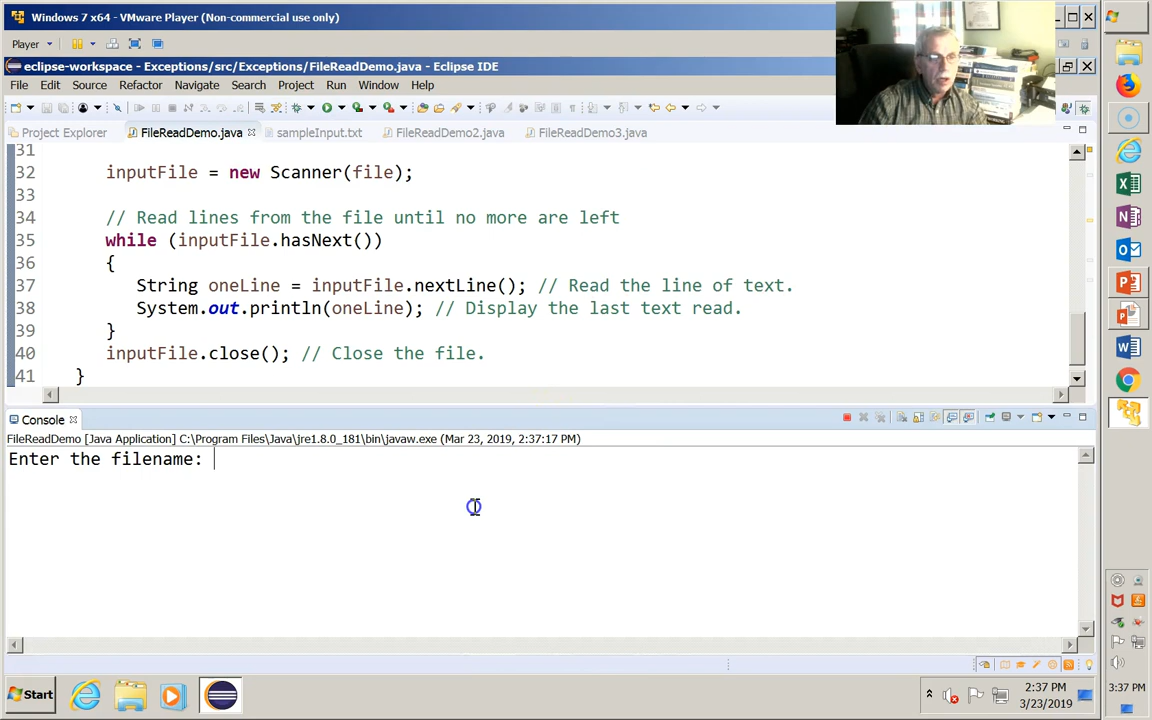 Windows 7 x64 - VMware Player (Non-commercial use only)
Player
eclipse-workspace - Exceptions/src/Exceptions/FileReadDemo.java - Eclipse IDE
File Edit Source Refactor Navigate Search Project Run Window Help
Project Explorer FileReadDemo.java sampleInput.txt FileReadDemo2.java FileReadDemo3.java
31
32 inputFile = new Scanner(file);
33
34 // Read lines from the file until no more are left
35 while (inputFile.hasNext())
36 {
37 String oneLine = inputFile.nextLine(); // Read the line of text.
38 System.out.println(oneLine); // Display the last text read.
39 }
40 inputFile.close(); // Close the file.
41 }
Console
FileReadDemo [Java Application] C:\Program Files\Java\jre1.8.0_181\bin\javaw.exe (Mar 23, 2019, 2:37:17 PM)
Enter the filename:
Start
2:37 PM
3/23/2019
3:37 PM